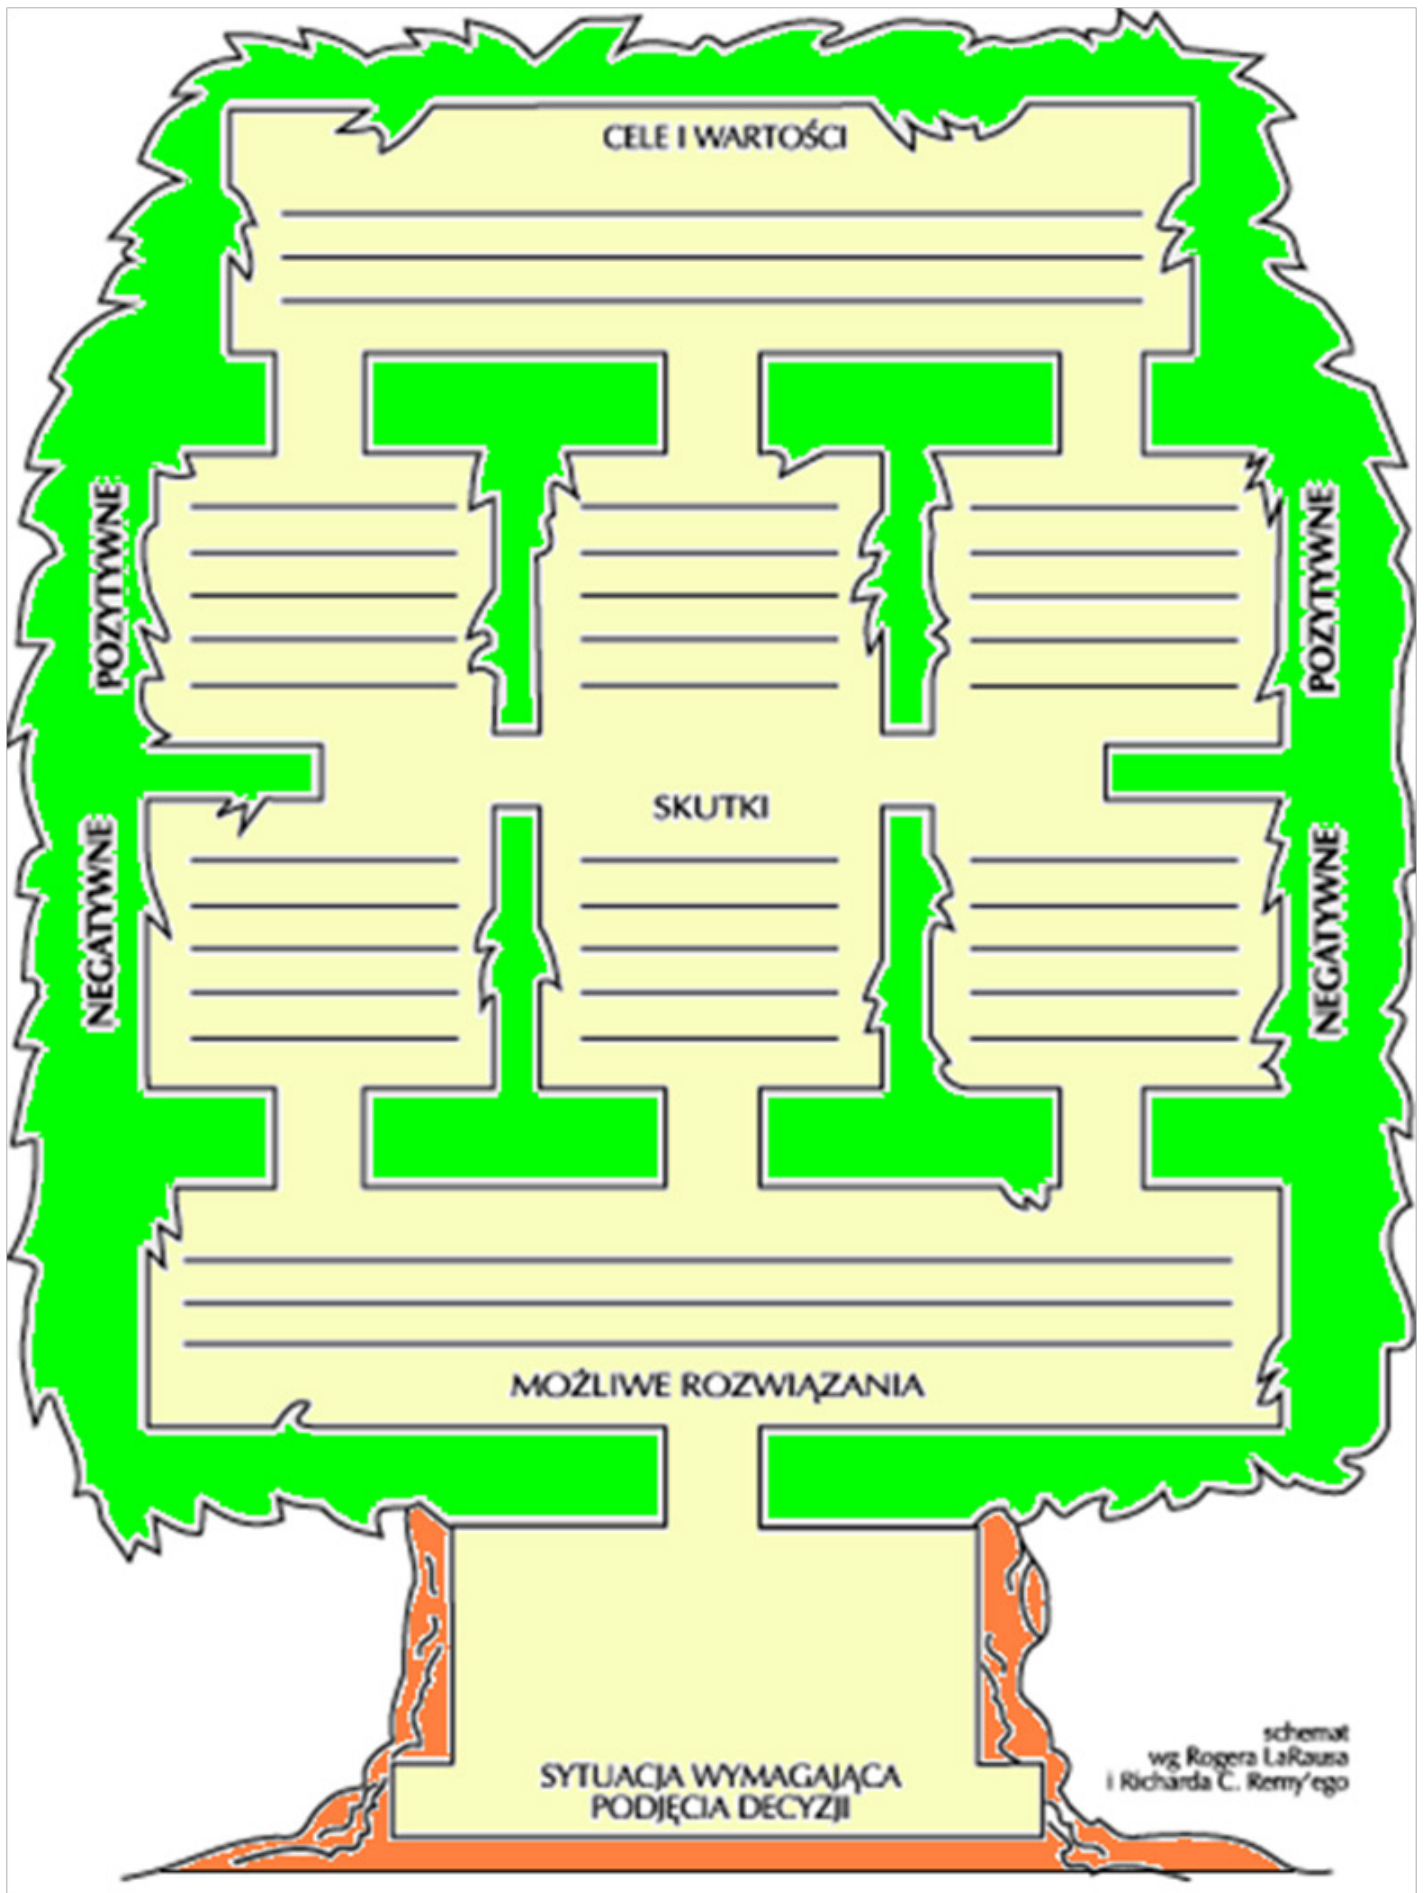 CELE I WARTOŚCI
POZYTYWNE
POZYTYWNE
SKUTKI
NEGATYWNE
NEGATYWNE
MOŻLIWE ROZWIĄZANIA
SYTUACJA WYMAGAJĄCA
PODJĘCIA DECYZJI
schemat
wg Rogera LaRausa
i Richarda C. Remy'ego